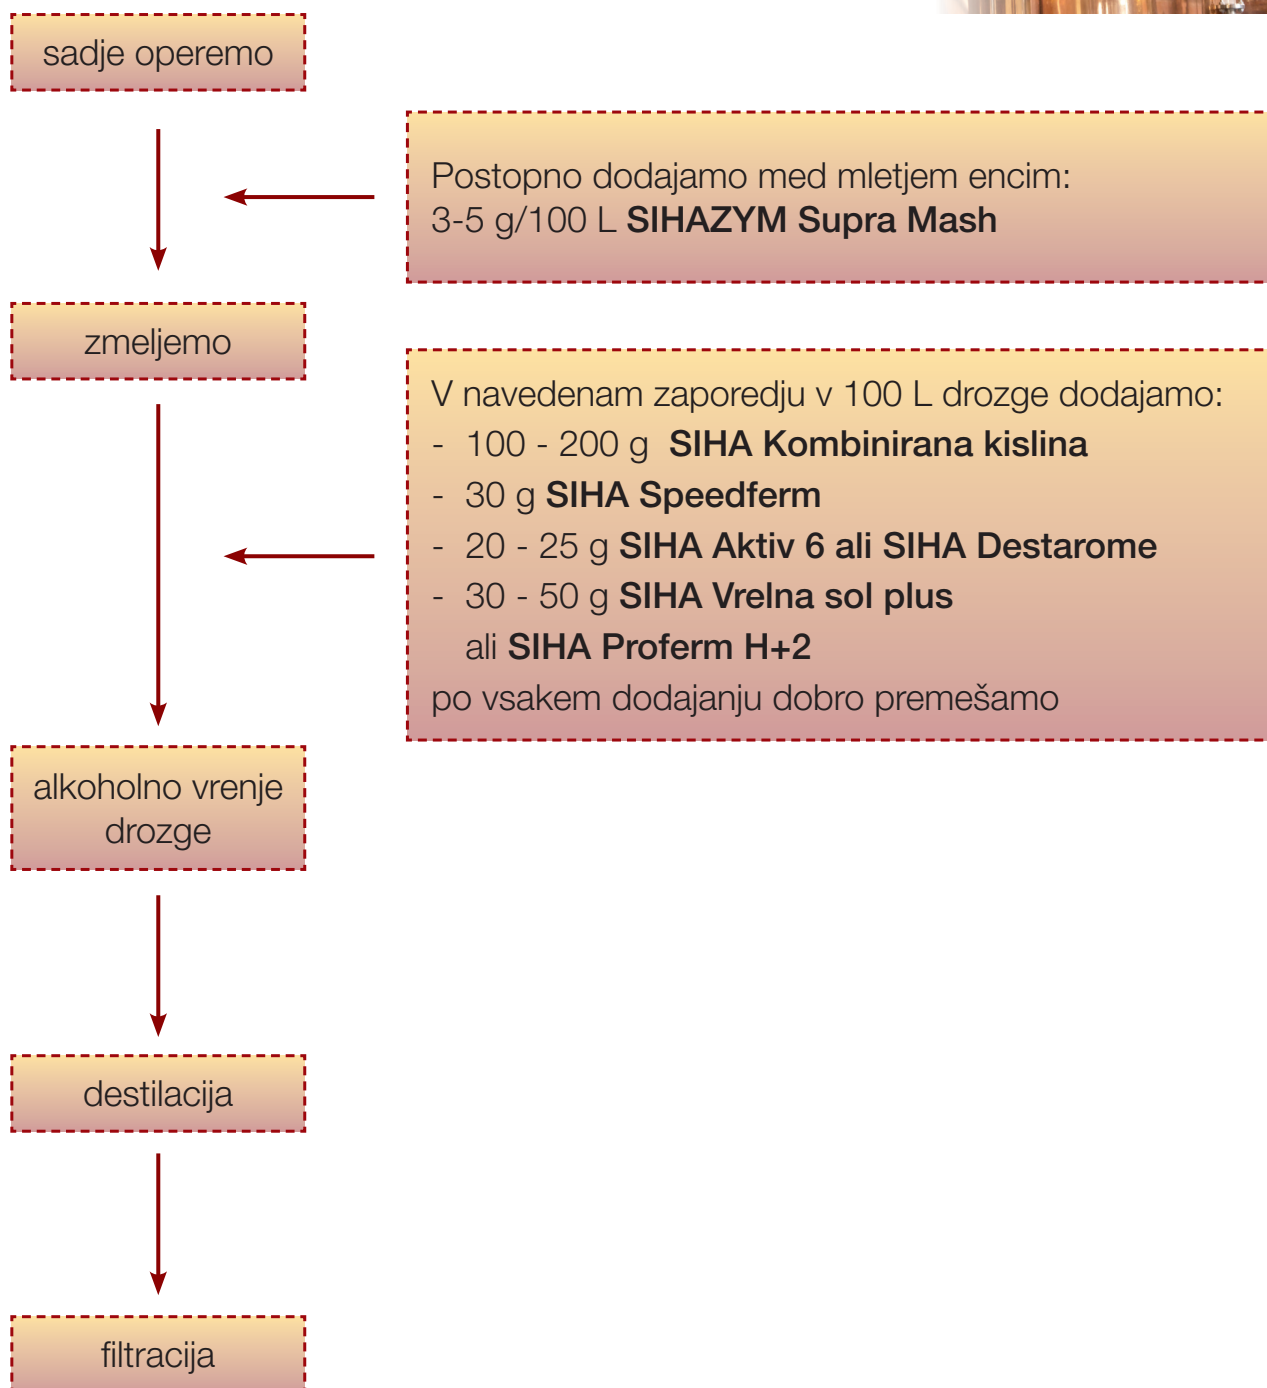 sadje operemo
Postopno dodajamo med mletjem encim:
3-5 g/100 L SIHAZYM Supra Mash
zmeljemo
V navedenam zaporedju v 100 L drozge dodajamo:
- 100 - 200 g SIHA Kombinirana kislina
- 30 g SIHA Speedferm
- 20 - 25 g SIHA Aktiv 6 ali SIHA Destarome
- 30 - 50 g SIHA Vrelna sol plus
ali SIHA Proferm H+2
po vsakem dodajanju dobro premešamo
alkoholno vrenje
drozge
destilacija
filtracija